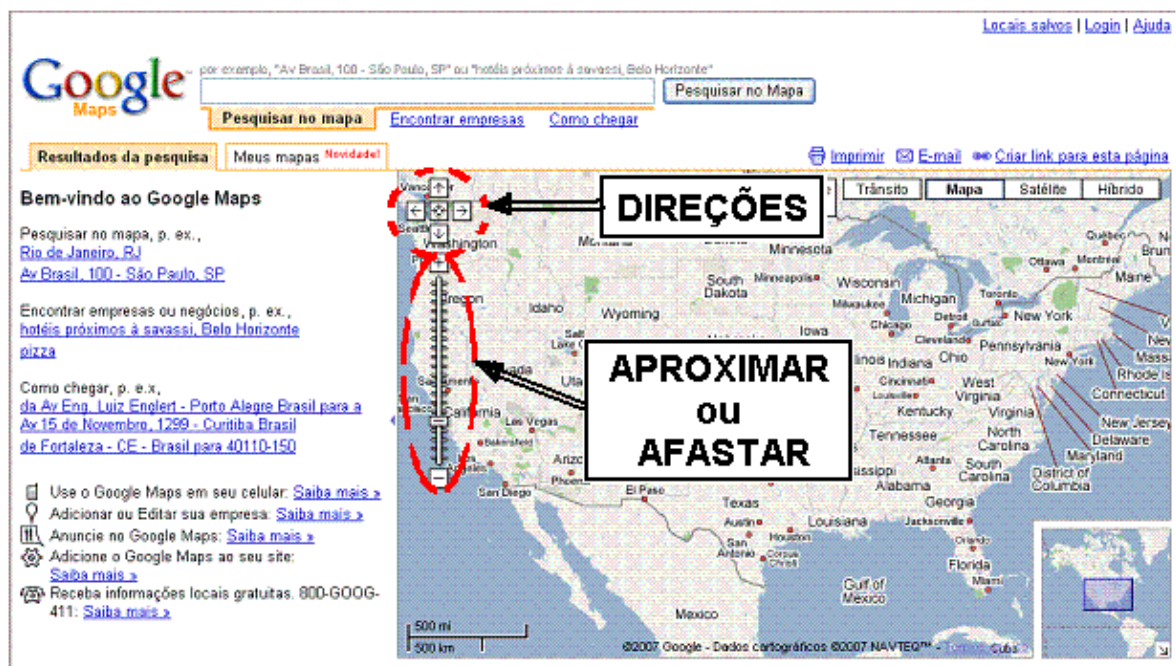 Locais salvos | Login | Ajuda
Google
Maps
por exemplo, "Av Brasil, 100 - São Paulo, SP" ou "hotéis próximos à savassi, Belo Horizonte"
Pesquisar no Mapa
Pesquisar no mapa Encontrar empresas Como chegar
Resultados da pesquisa Meus mapas Novidade!
Imprimir E-mail Criar link para esta página
Bem-vindo ao Google Maps
Pesquisar no mapa, p. ex.,
Rio de Janeiro, RJ
Av Brasil, 100 - São Paulo, SP
Encontrar empresas ou negócios, p. ex.,
hotéis próximos à savassi, Belo Horizonte
pizza
Como chegar, p. e.x,
da Av Eng. Luiz Englert - Porto Alegre Brasil para a
Av 15 de Novembro, 1299 - Curitiba Brasil
de Fortaleza - CE - Brasil para 40110-150
Use o Google Maps em seu celular: Saiba mais »
Adicionar ou Editar sua empresa: Saiba mais »
Anuncie no Google Maps: Saiba mais »
Adicione o Google Maps ao seu site:
Saiba mais »
Receba informações locais gratuitas. 800-GOOG-
411: Saiba mais »
DIREÇÕES
Trânsito Mapa Satélite Híbrido
APROXIMAR
ou
AFASTAR
Washington
Minnesota
Ottawa
Montréal
Maine
South
Dakota
Minneapolis
Wisconsin
Michigan
Toronto
Milwaukee
Detroit
New York
Idaho
Wyoming
Iowa
Chicago
Cleveland
Pennsylvania
New York
Indiana
Ohio
Connecticut
Cincinnati
West
Virginia
Louisville
Kentucky
Virginia
New Jersey
California
Las Vegas
Bakersfield
Tennessee
North
Carolina
Delaware
Maryland
District of
Columbia
Atlanta
South
Carolina
Alabama
Georgia
San Diego
El Paso
Texas
Austin
Louisiana
Jacksonville
San
Antonio
Houston
Corpus
Christi
Orlando
Florida
Miami
Gulf of
Mexico
Mexico
Cuba
500 mi
500 km
©2007 Google - Dados cartográficos ©2007 NAVTEQ™ -